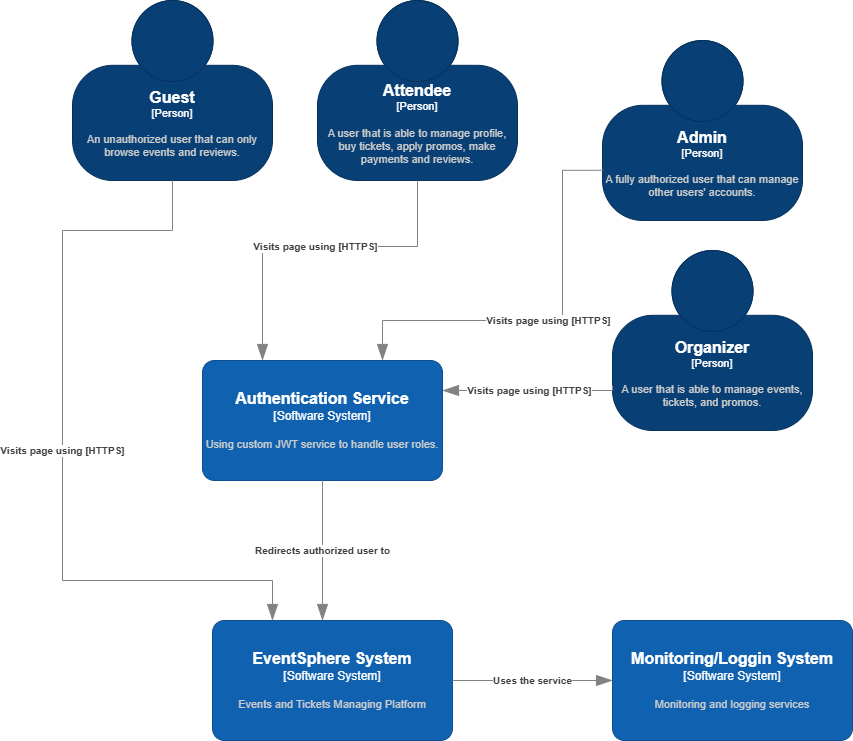 Guest
[Person]
An unauthorized user that can only
browse events and reviews.
Attendee
[Person]
A user that is able to manage profile,
buy tickets, apply promos, make
payments and reviews.
Admin
[Person]
A fully authorized user that can manage
other users' accounts.
Visits page using [HTTPS]
Visits page using [HTTPS]
Organizer
[Person]
A user that is able to manage events,
tickets, and promos.
Visits page using [HTTPS]
Authentication Service
[Software System]
Using custom JWT service to handle user roles.
Visits page using [HTTPS]
Redirects authorized user to
EventSphere System
[Software System]
Events and Tickets Managing Platform
Uses the service
Monitoring/Loggin System
[Software System]
Monitoring and logging services